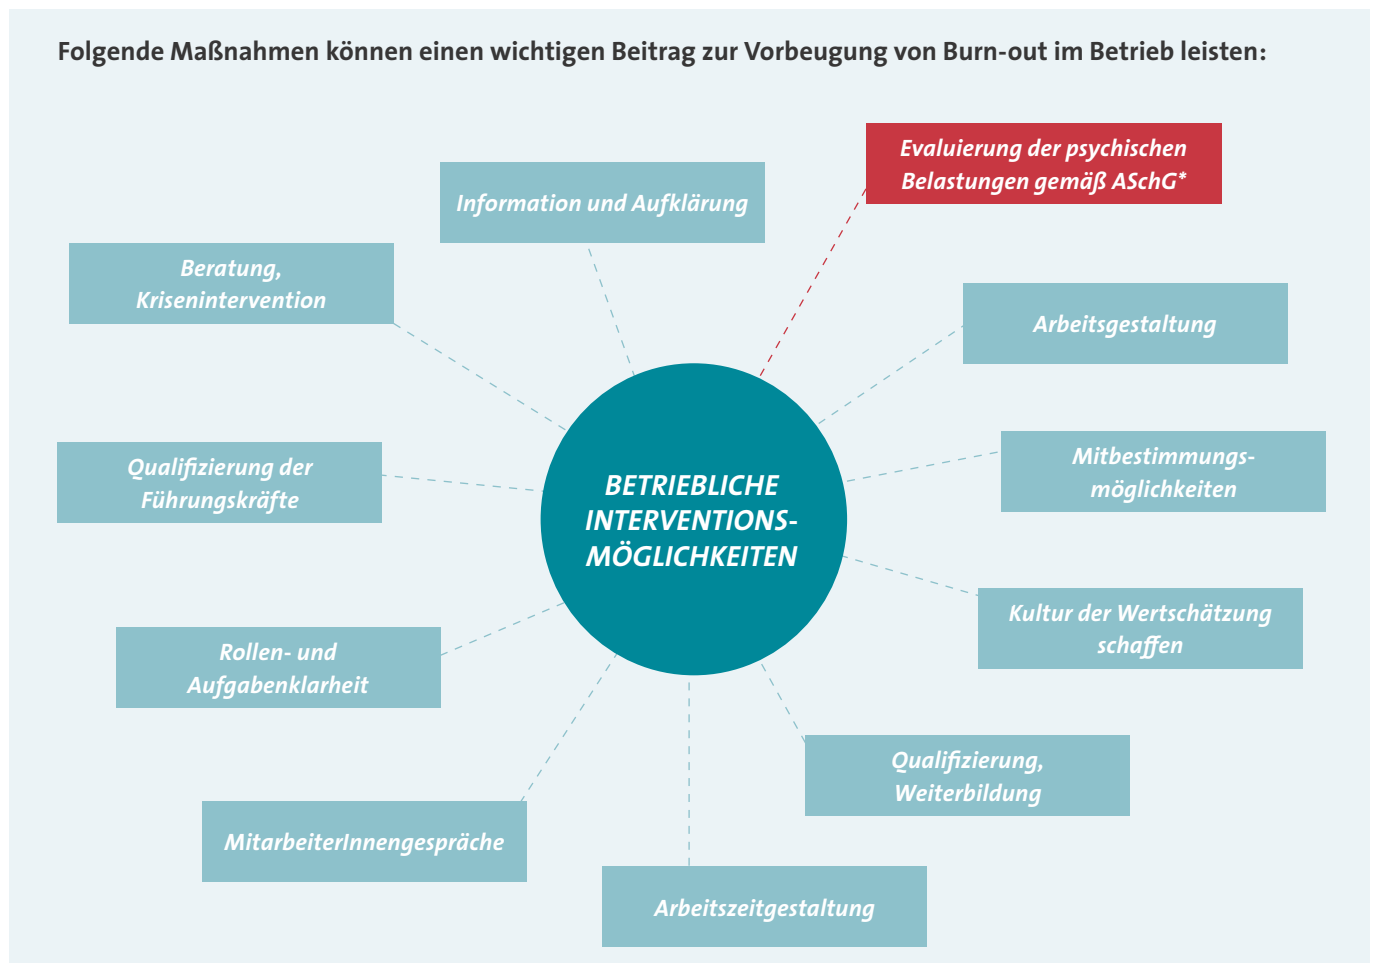 Folgende Maßnahmen können einen wichtigen Beitrag zur Vorbeugung von Burn-out im Betrieb leisten:
Evaluierung der psychischen
Belastungen gemäß ASchG*
Information und Aufklärung
Beratung,
Krisenintervention
Arbeitsgestaltung
Mitbestimmungs-
möglichkeiten
Qualifizierung der
Führungskräfte
BETRIEBLICHE
INTERVENTIONS-
MÖGLICHKEITEN
Kultur der Wertschätzung
schaffen
Rollen- und
Aufgabenklarheit
Qualifizierung,
Weiterbildung
MitarbeiterInnengespräche
Arbeitszeitgestaltung